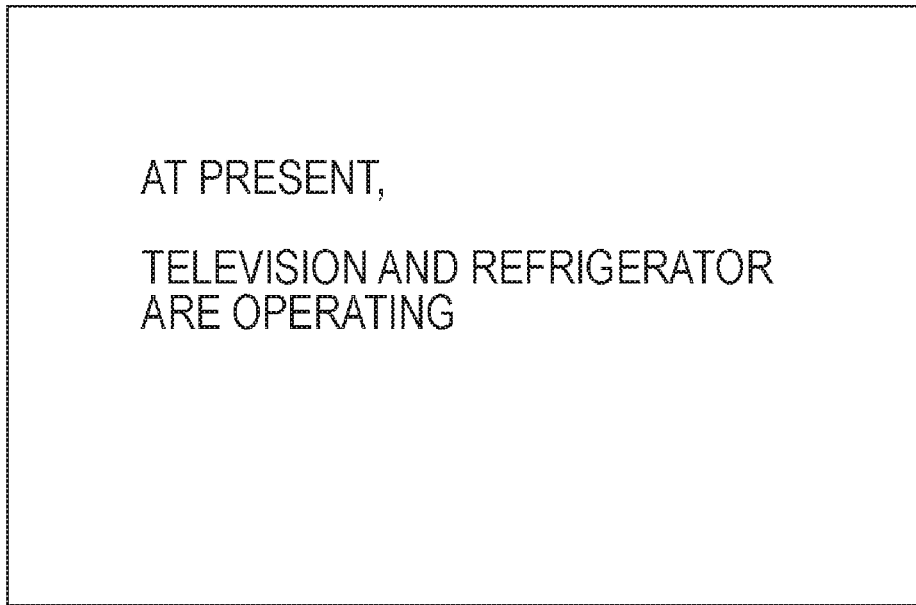 AT PRESENT,
TELEVISION AND REFRIGERATOR
ARE OPERATING